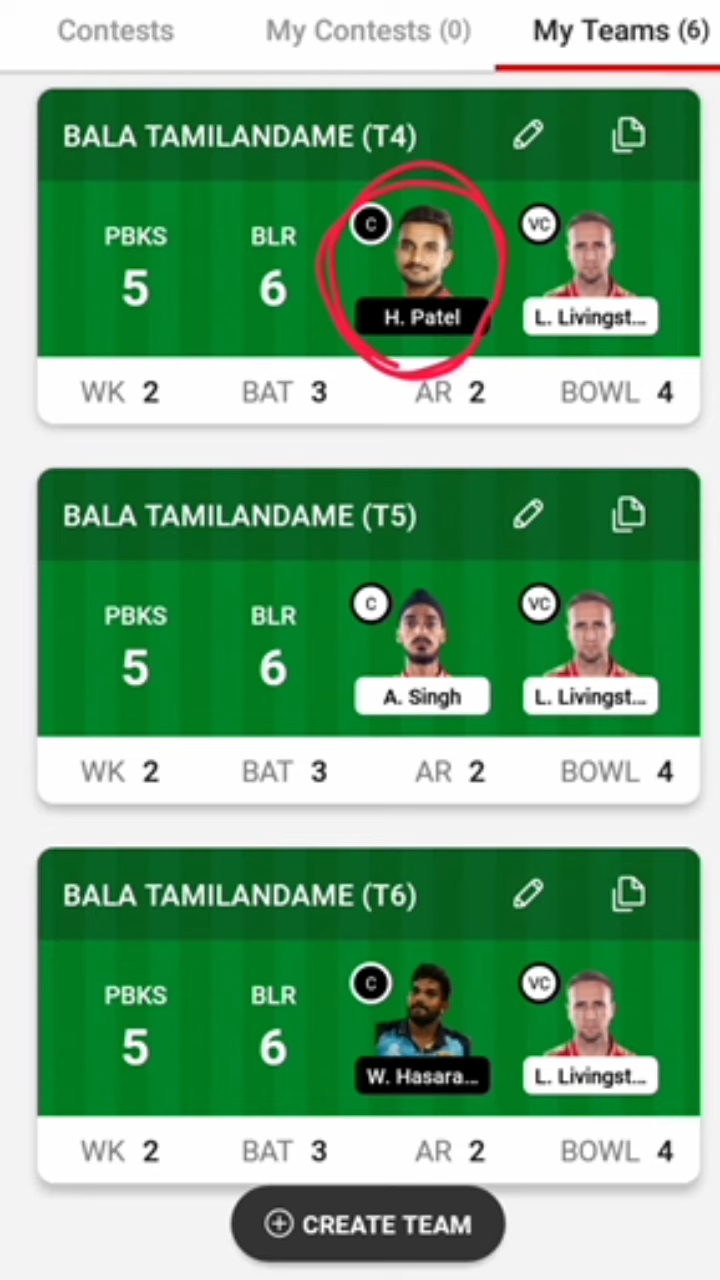 Contests My Contests (0) My Teams (6)
BALA TAMILANDAME (T4)
C VC
PBKS BLR
5 6
H. Patel L. Livingst...
WK 2 BAT 3 AR 2 BOWL 4
BALA TAMILANDAME (T5)
C VC
PBKS BLR
5 6
A. Singh L. Livingst...
WK 2 BAT 3 AR 2 BOWL 4
BALA TAMILANDAME (T6)
C VC
PBKS BLR
5 6
W. Hasara... L. Livingst...
WK 2 BAT 3 AR 2 BOWL 4
CREATE TEAM